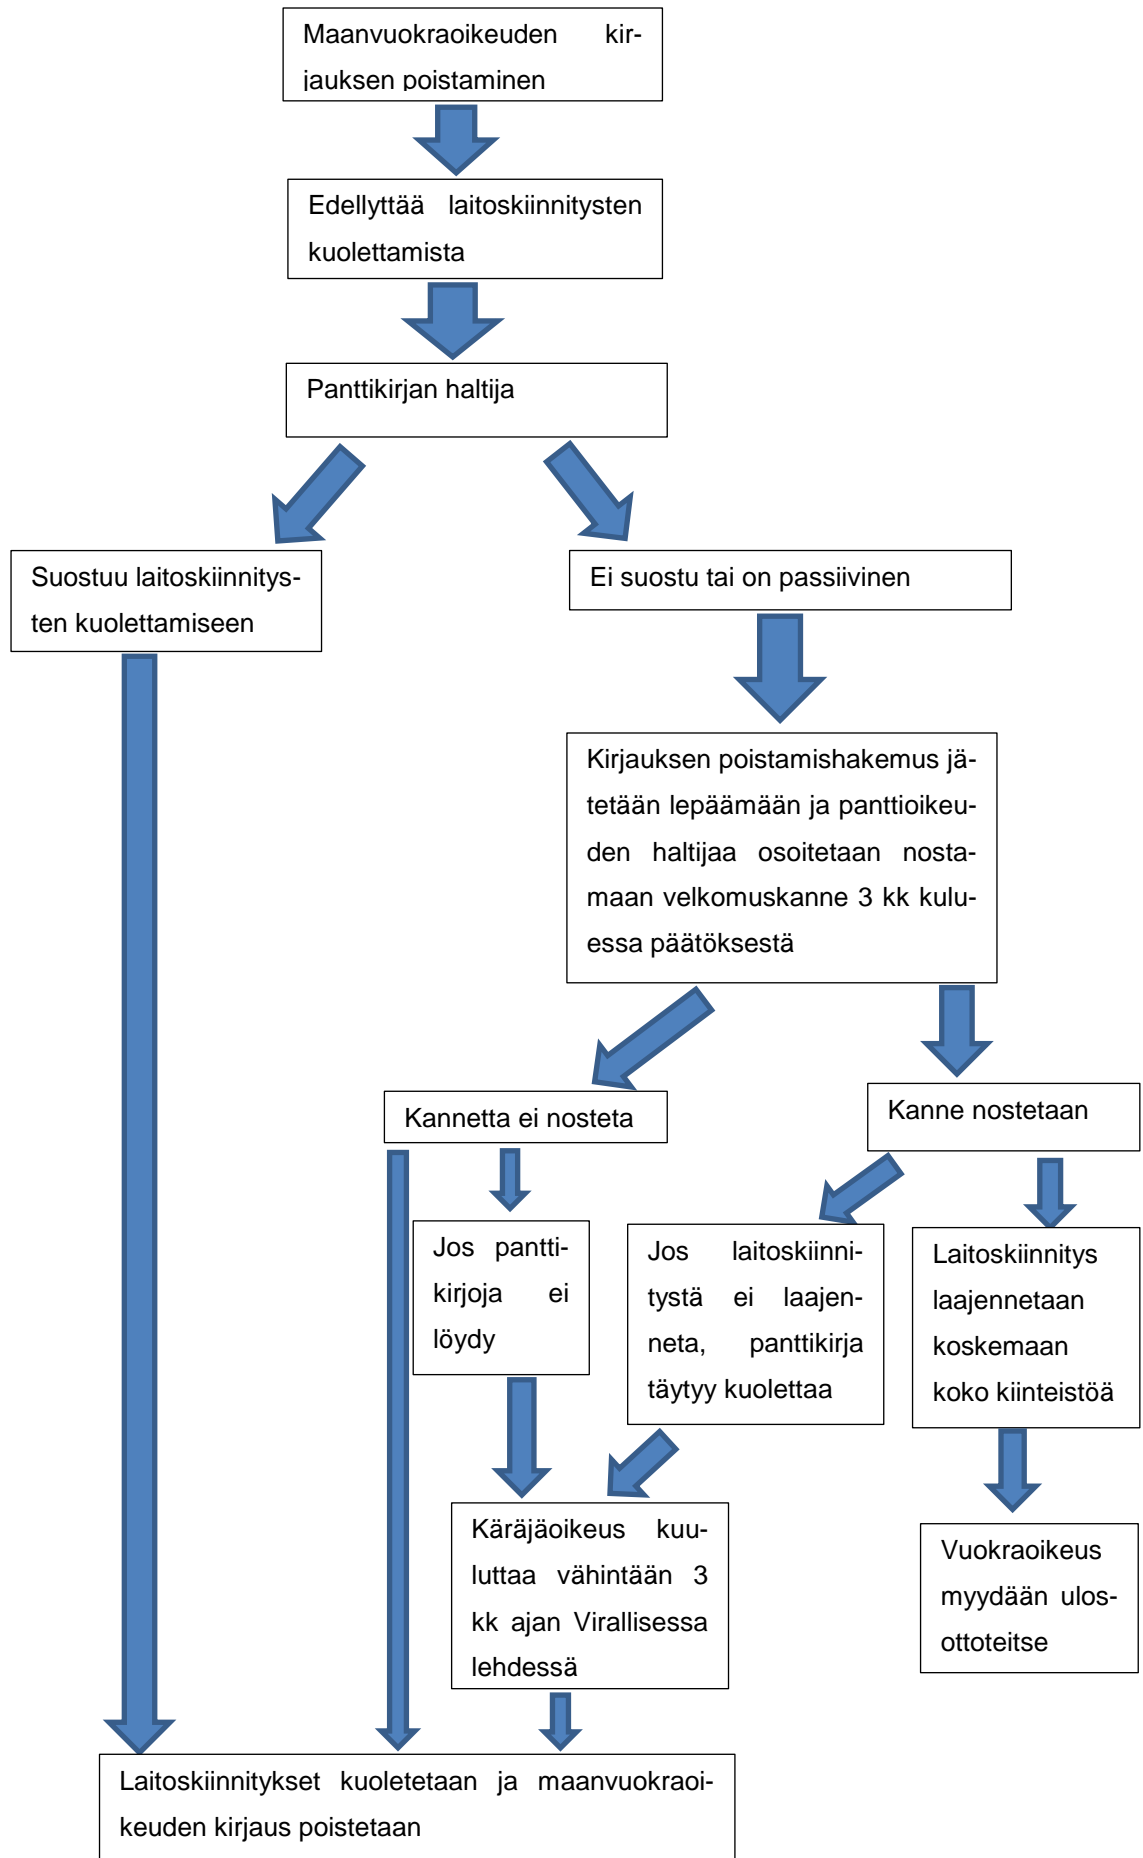 Maanvuokraoikeuden kir-
jauksen poistaminen
Edellyttää laitoskiinnitysten
kuolettamista
Panttikirjan haltija
Suostuu laitoskiinnitys-
ten kuolettamiseen
Ei suostu tai on passiivinen
Kirjauksen poistamishakemus jä-
tetään lepäämään ja panttioikeu-
den haltijaa osoitetaan nosta-
maan velkomuskanne 3 kk kulu-
essa päätöksestä
Kannetta ei nosteta
Kanne nostetaan
Jos pantti-
kirjoja ei
löydy
Jos laitoskiinni-
tystä ei laajen-
neta, panttikirja
täytyy kuolettaa
Laitoskiinnitys
laajennetaan
koskemaan
koko kiinteistöä
Käräjäoikeus kuu-
luttaa vähintään 3
kk ajan Virallisessa
lehdessä
Vuokraoikeus
myydään ulos-
ottoteitse
Laitoskiinnitykset kuoletetaan ja maanvuokraoi-
keuden kirjaus poistetaan